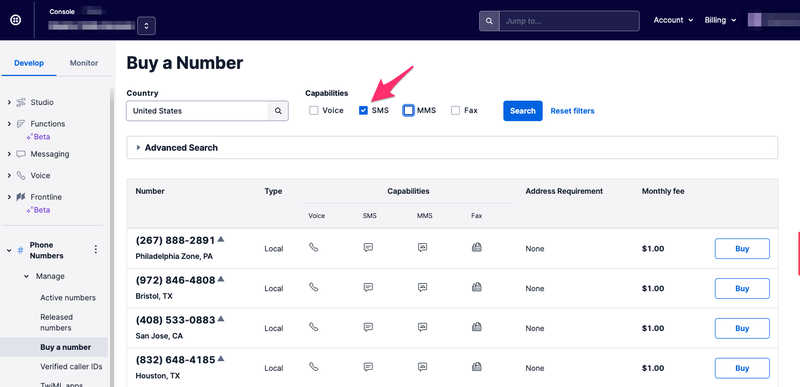 Console
Jump to...
Account
Billing
Develop
Monitor
Studio
Functions
Beta
Messaging
Voice
Frontline
Beta
Phone
Numbers
Manage
Active numbers
Released
numbers
Buy a number
Verified caller IDs
TwiML apps
Buy a Number
Country
Capabilities
United States
Voice
SMS
MMS
Fax
Search
Reset filters
Advanced Search
Number Type Capabilities Address Requirement Monthly fee
Voice SMS MMS Fax
(267) 888-2891 Local None $1.00 Buy
Philadelphia Zone, PA
(972) 846-4808 Local None $1.00 Buy
Bristol, TX
(408) 533-0883 Local None $1.00 Buy
San Jose, CA
(832) 648-4185 Local None $1.00 Buy
Houston, TX